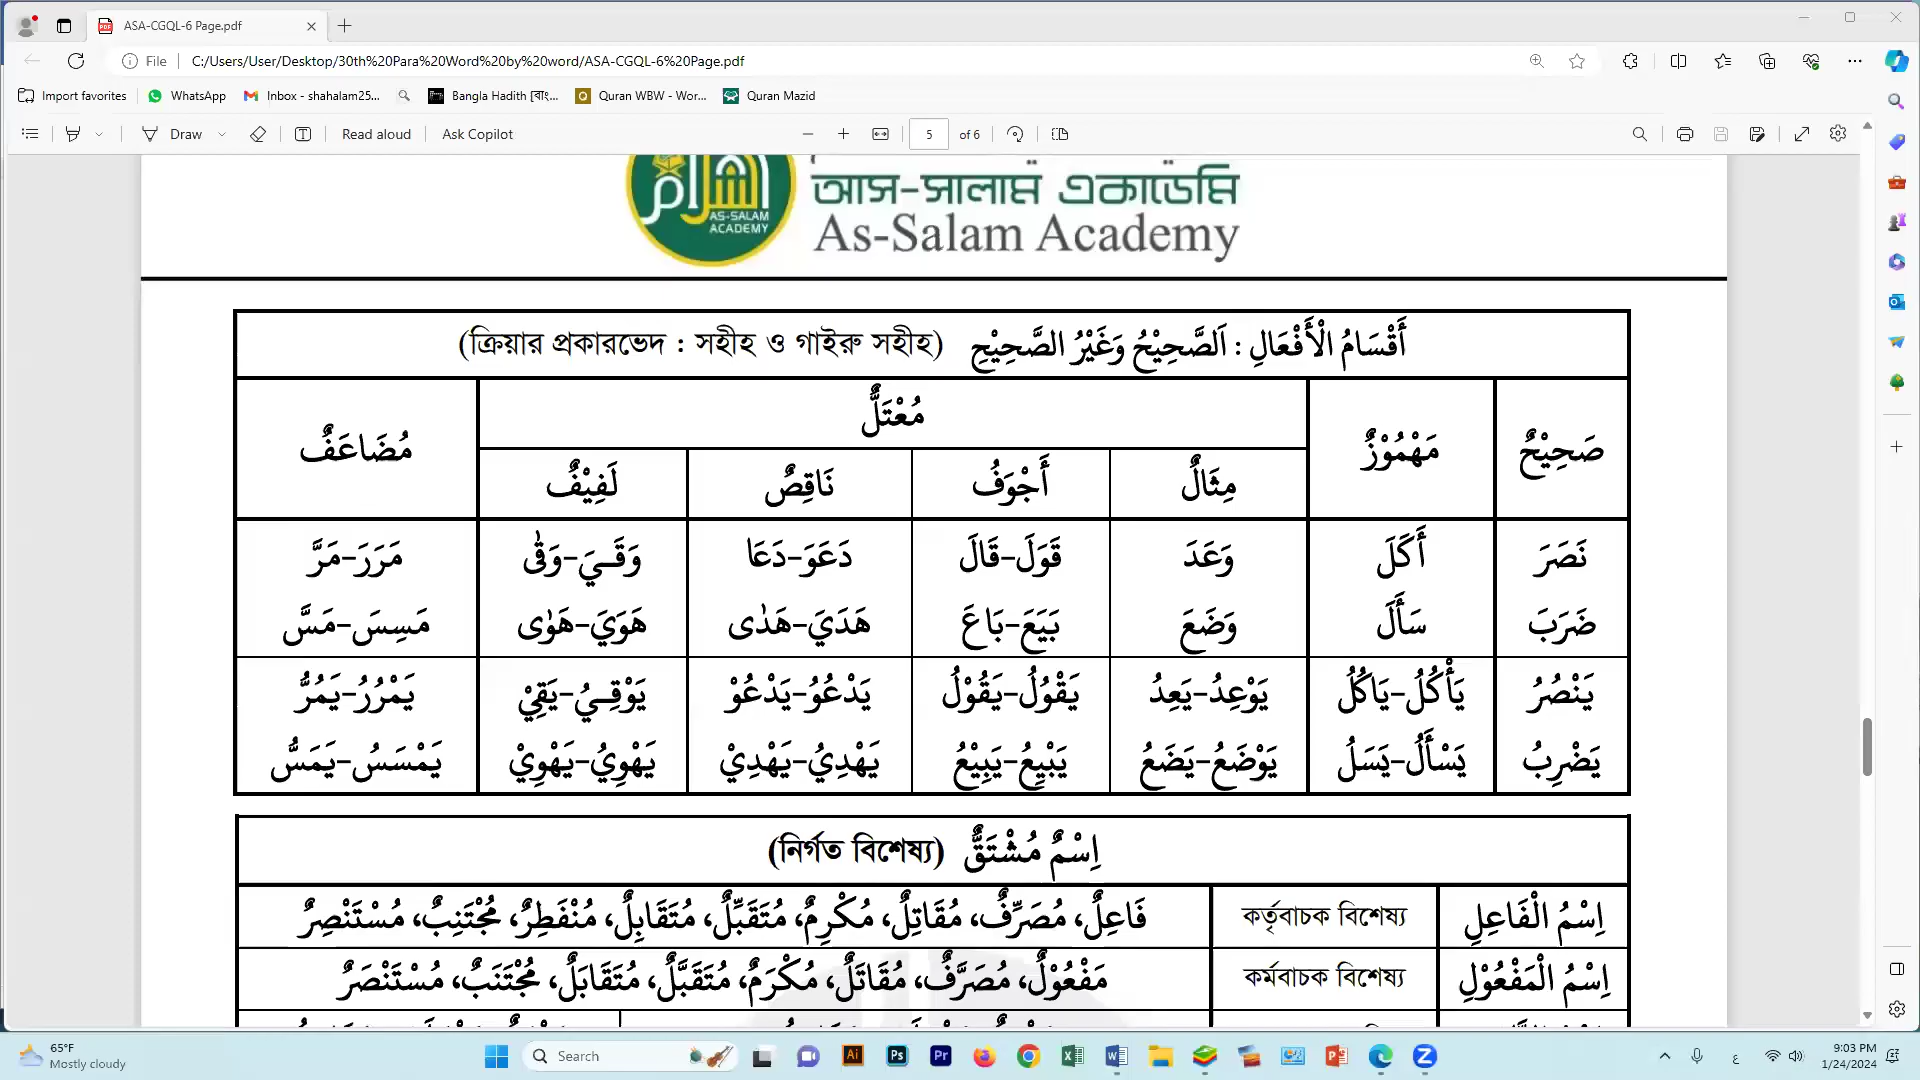 ASA-CGQL-6 Page.pdf
File C:/Users/User/Desktop/30th%20Para%20Word%20by%20word/ASA-CGQL-6%20Page.pdf
Import favorites WhatsApp Inbox - shahalam25... Bangla Hadith [বাং... Quran WBW - Wor... Quran Mazid
Draw Read aloud Ask Copilot 5 of 6
আস-সালাম একাডেমি
As-Salam Academy
AS-SALAM
ACADEMY
أَقْسَامُ الْأَفْعَالِ : اَلصَّحِيْحُ وَغَيْرُ الصَّحِيْحِ (ক্রিয়ার প্রকারভেদ : সহীহ ও গাইরু সহীহ)
صَحِيْحٌ مَهْمُوْزٌ مُعْتَلٌّ مُضَاعَفٌ
مِثَالٌ أَجْوَفُ نَاقِصٌ لَفِيْفٌ
نَصَرَ أَكَلَ وَعَدَ قَوَلَ-قَالَ دَعَوَ-دَعَا وَقَيَ-وَقٰى مَرَرَ-مَرَّ
ضَرَبَ سَأَلَ وَضَعَ بَيَعَ-بَاعَ هَدَيَ-هَدٰى هَوَيَ-هَوٰى مَسِسَ-مَسَّ
يَنْصُرُ يَأْكُلُ-يَاكُلُ يَوْعِدُ-يَعِدُ يَقْوُلُ-يَقُوْلُ يَدْعُوُ-يَدْعُوْ يَوْقِيُ-يَقِيْ يَمْرُرُ-يَمُرُّ
يَضْرِبُ يَسْأَلُ-يَسَلُ يَوْضَعُ-يَضَعُ يَبْيِعُ-يَبِيْعُ يَهْدِيُ-يَهْدِيْ يَهْوِيُ-يَهْوِيْ يَمْسَسُ-يَمَسُّ
اِسْمٌ مُشْتَقٌّ (নির্গত বিশেষ্য)
اِسْمُ الْفَاعِلِ কর্তৃবাচক বিশেষ্য فَاعِلٌ، مُصَرِّفٌ، مُقَاتِلٌ، مُكْرِمٌ، مُتَقَبِّلٌ، مُتَقَابِلٌ، مُنْفَطِرٌ، مُجْتَنِبٌ، مُسْتَنْصِرٌ
اِسْمُ الْمَفْعُوْلِ কর্মবাচক বিশেষ্য مَفْعُوْلٌ، مُصَرَّفٌ، مُقَاتَلٌ، مُكْرَمٌ، مُتَقَبَّلٌ، مُتَقَابَلٌ، مُجْتَنَبٌ، مُسْتَنْصَرٌ
65°F
Mostly cloudy
Search
9:03 PM
1/24/2024